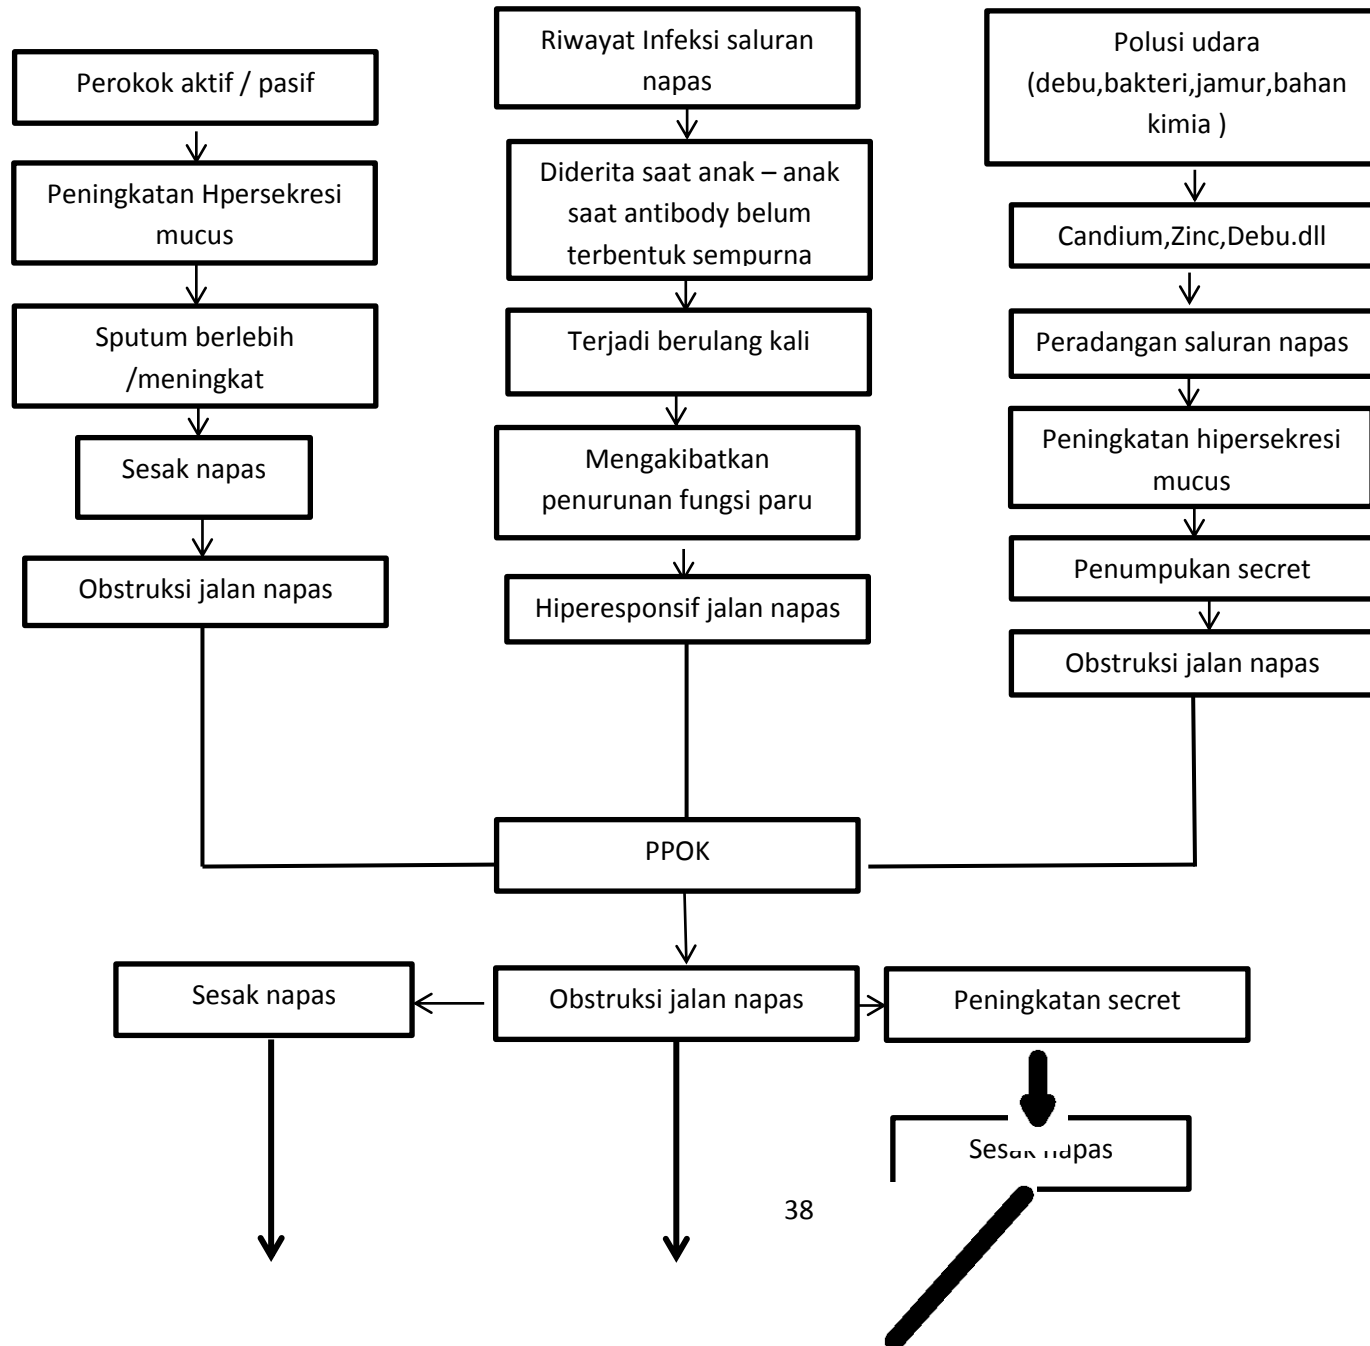 Perokok aktif / pasif
Peningkatan Hpersekresi
mucus
Sputum berlebih
/meningkat
Sesak napas
Obstruksi jalan napas
Riwayat Infeksi saluran
napas
Diderita saat anak – anak
saat antibody belum
terbentuk sempurna
Terjadi berulang kali
Mengakibatkan
penurunan fungsi paru
Hiperesponsif jalan napas
Polusi udara
(debu,bakteri,jamur,bahan
kimia )
Candium,Zinc,Debu.dll
Peradangan saluran napas
Peningkatan hipersekresi
mucus
Penumpukan secret
Obstruksi jalan napas
PPOK
Sesak napas
Obstruksi jalan napas
Peningkatan secret
Sesak napas
38